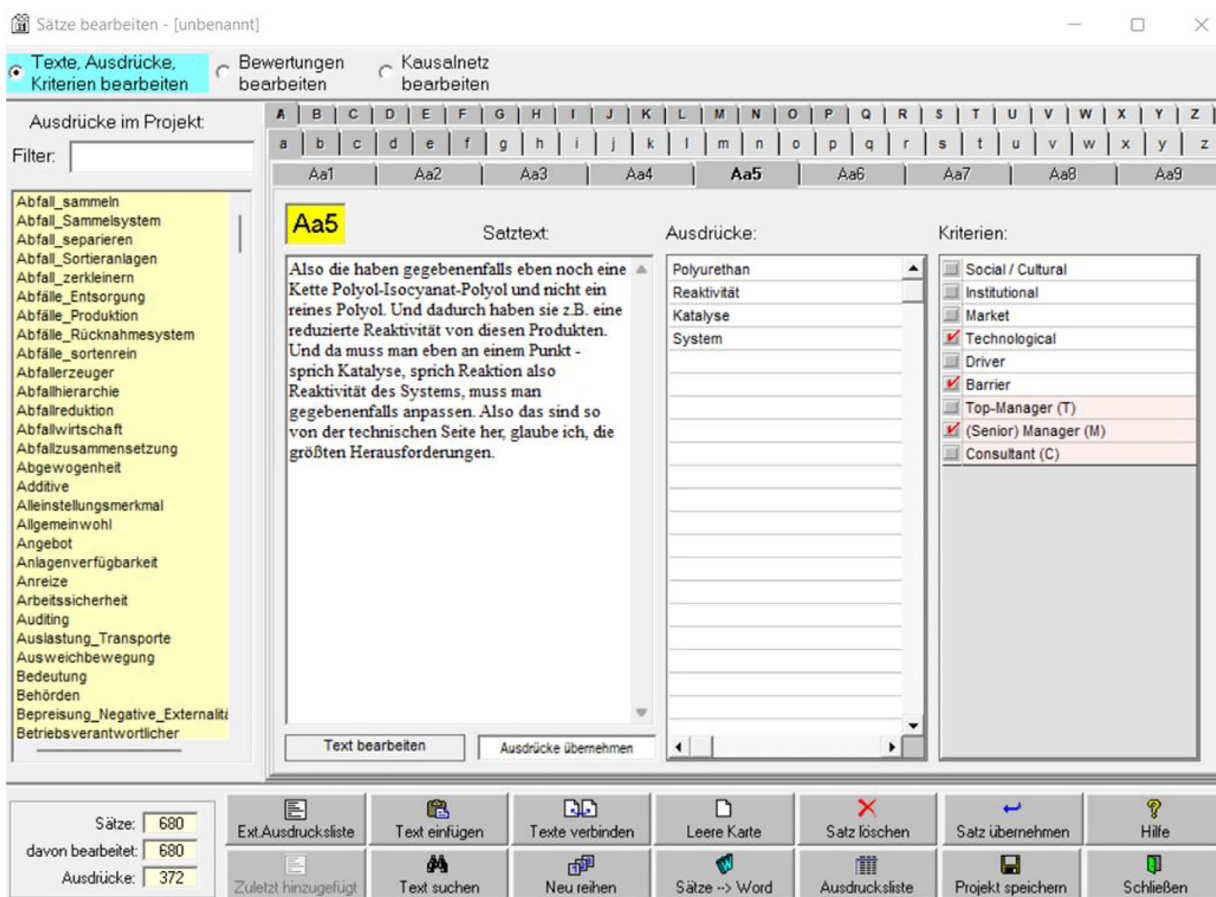 Sätze bearbeiten - [unbenannt]
Texte, Ausdrücke,
Kriterien bearbeiten
Bewertungen
bearbeiten
Kausalnetz
bearbeiten
Ausdrücke im Projekt:
Filter:
Abfall_sammeln
Abfall_Sammelsystem
Abfall_separieren
Abfall_Sortieranlagen
Abfall_zerkleinern
Abfälle_Entsorgung
Abfälle_Produktion
Abfälle_Rücknahmesystem
Abfälle_sortenrein
Abfallerzeuger
Abfallhierarchie
Abfallreduktion
Abfallwirtschaft
Abfallzusammensetzung
Abgewogenheit
Additive
Alleinstellungsmerkmal
Allgemeinwohl
Angebot
Anlagenverfügbarkeit
Anreize
Arbeitssicherheit
Auditing
Auslastung_Transporte
Ausweichbewegung
Bedeutung
Behörden
Bepreisung_Negative_Externalitä
Betriebsverantwortlicher
A B C D E F G H I J K L M N O P Q R S T U V W X Y Z
a b c d e f g h i j k l m n o p q r s t u v w x y z
Aa1 Aa2 Aa3 Aa4 Aa5 Aa6 Aa7 Aa8 Aa9
Aa5
Satztext:
Also die haben gegebenenfalls eben noch eine
Kette Polyol-Isocyanat-Polyol und nicht ein
reines Polyol. Und dadurch haben sie z.B. eine
reduzierte Reaktivität von diesen Produkten.
Und da muss man eben an einem Punkt -
sprich Katalyse, sprich Reaktion also
Reaktivität des Systems, muss man
gegebenenfalls anpassen. Also das sind so
von der technischen Seite her, glaube ich, die
größten Herausforderungen.
Text bearbeiten
Ausdrücke übernehmen
Ausdrücke:
Polyurethan
Reaktivität
Katalyse
System
Kriterien:
Social / Cultural
Institutional
Market
Technological
Driver
Barrier
Top-Manager (T)
(Senior) Manager (M)
Consultant (C)
Sätze: 680
davon bearbeitet: 680
Ausdrücke: 372
Ext.Ausdrucksliste
Text einfügen
Texte verbinden
Leere Karte
Satz löschen
Satz übernehmen
Hilfe
Zuletzt hinzugefügt
Text suchen
Neu reihen
Sätze --> Word
Ausdrucksliste
Projekt speichern
Schließen